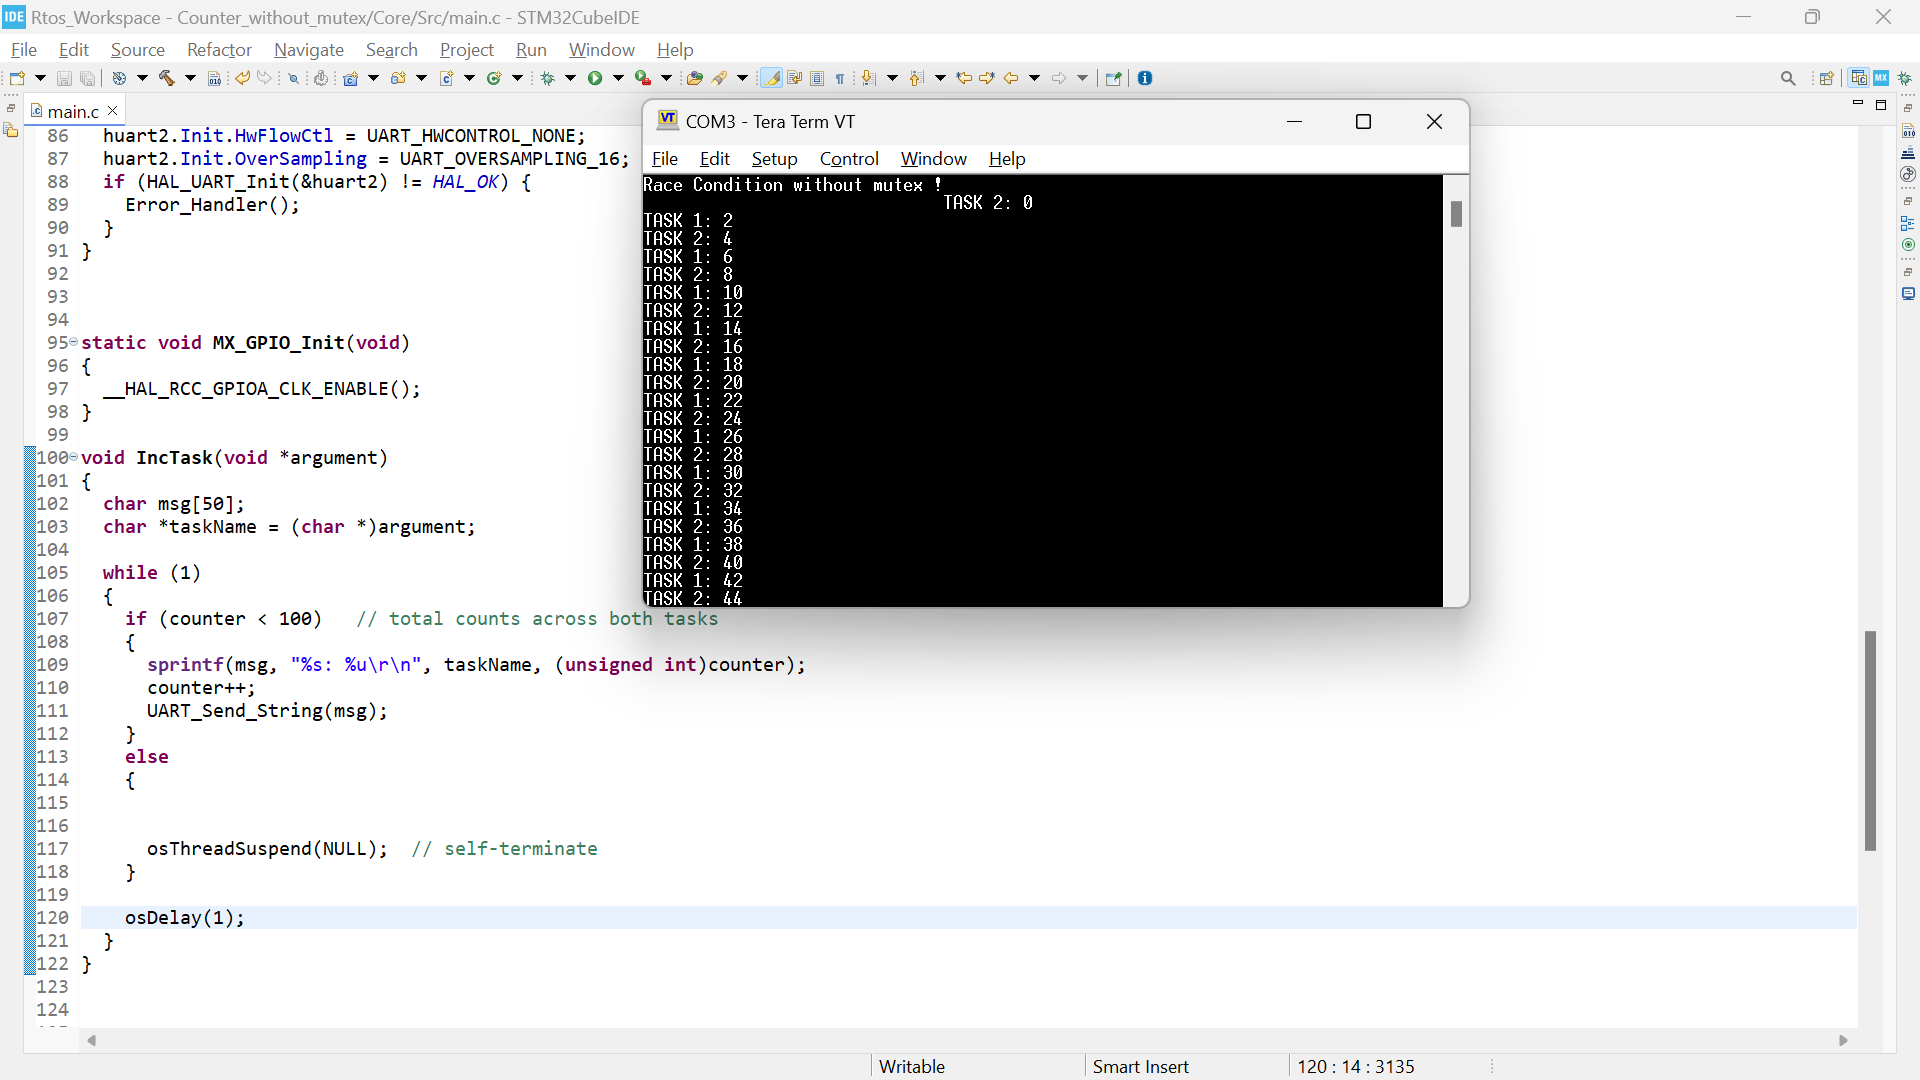 IDE Rtos_Workspace - Counter_without_mutex/Core/Src/main.c - STM32CubeIDE
File Edit Source Refactor Navigate Search Project Run Window Help
main.c
86 huart2.Init.HwFlowCtl = UART_HWCONTROL_NONE;
87 huart2.Init.OverSampling = UART_OVERSAMPLING_16;
88 if (HAL_UART_Init(&huart2) != HAL_OK) {
89 Error_Handler();
90 }
91 }
92
93
94
95 static void MX_GPIO_Init(void)
96 {
97 __HAL_RCC_GPIOA_CLK_ENABLE();
98 }
99
100 void IncTask(void *argument)
101 {
102 char msg[50];
103 char *taskName = (char *)argument;
104
105 while (1)
106 {
107 if (counter < 100) // total counts across both tasks
108 {
109 sprintf(msg, "%s: %u\r\n", taskName, (unsigned int)counter);
110 counter++;
111 UART_Send_String(msg);
112 }
113 else
114 {
115
116
117 osThreadSuspend(NULL); // self-terminate
118 }
119
120 osDelay(1);
121 }
122 }
123
124
COM3 - Tera Term VT
File Edit Setup Control Window Help
Race Condition without mutex !
TASK 2: 0
TASK 1: 2
TASK 2: 4
TASK 1: 6
TASK 2: 8
TASK 1: 10
TASK 2: 12
TASK 1: 14
TASK 2: 16
TASK 1: 18
TASK 2: 20
TASK 1: 22
TASK 2: 24
TASK 1: 26
TASK 2: 28
TASK 1: 30
TASK 2: 32
TASK 1: 34
TASK 2: 36
TASK 1: 38
TASK 2: 40
TASK 1: 42
TASK 2: 44
Writable Smart Insert 120 : 14 : 3135